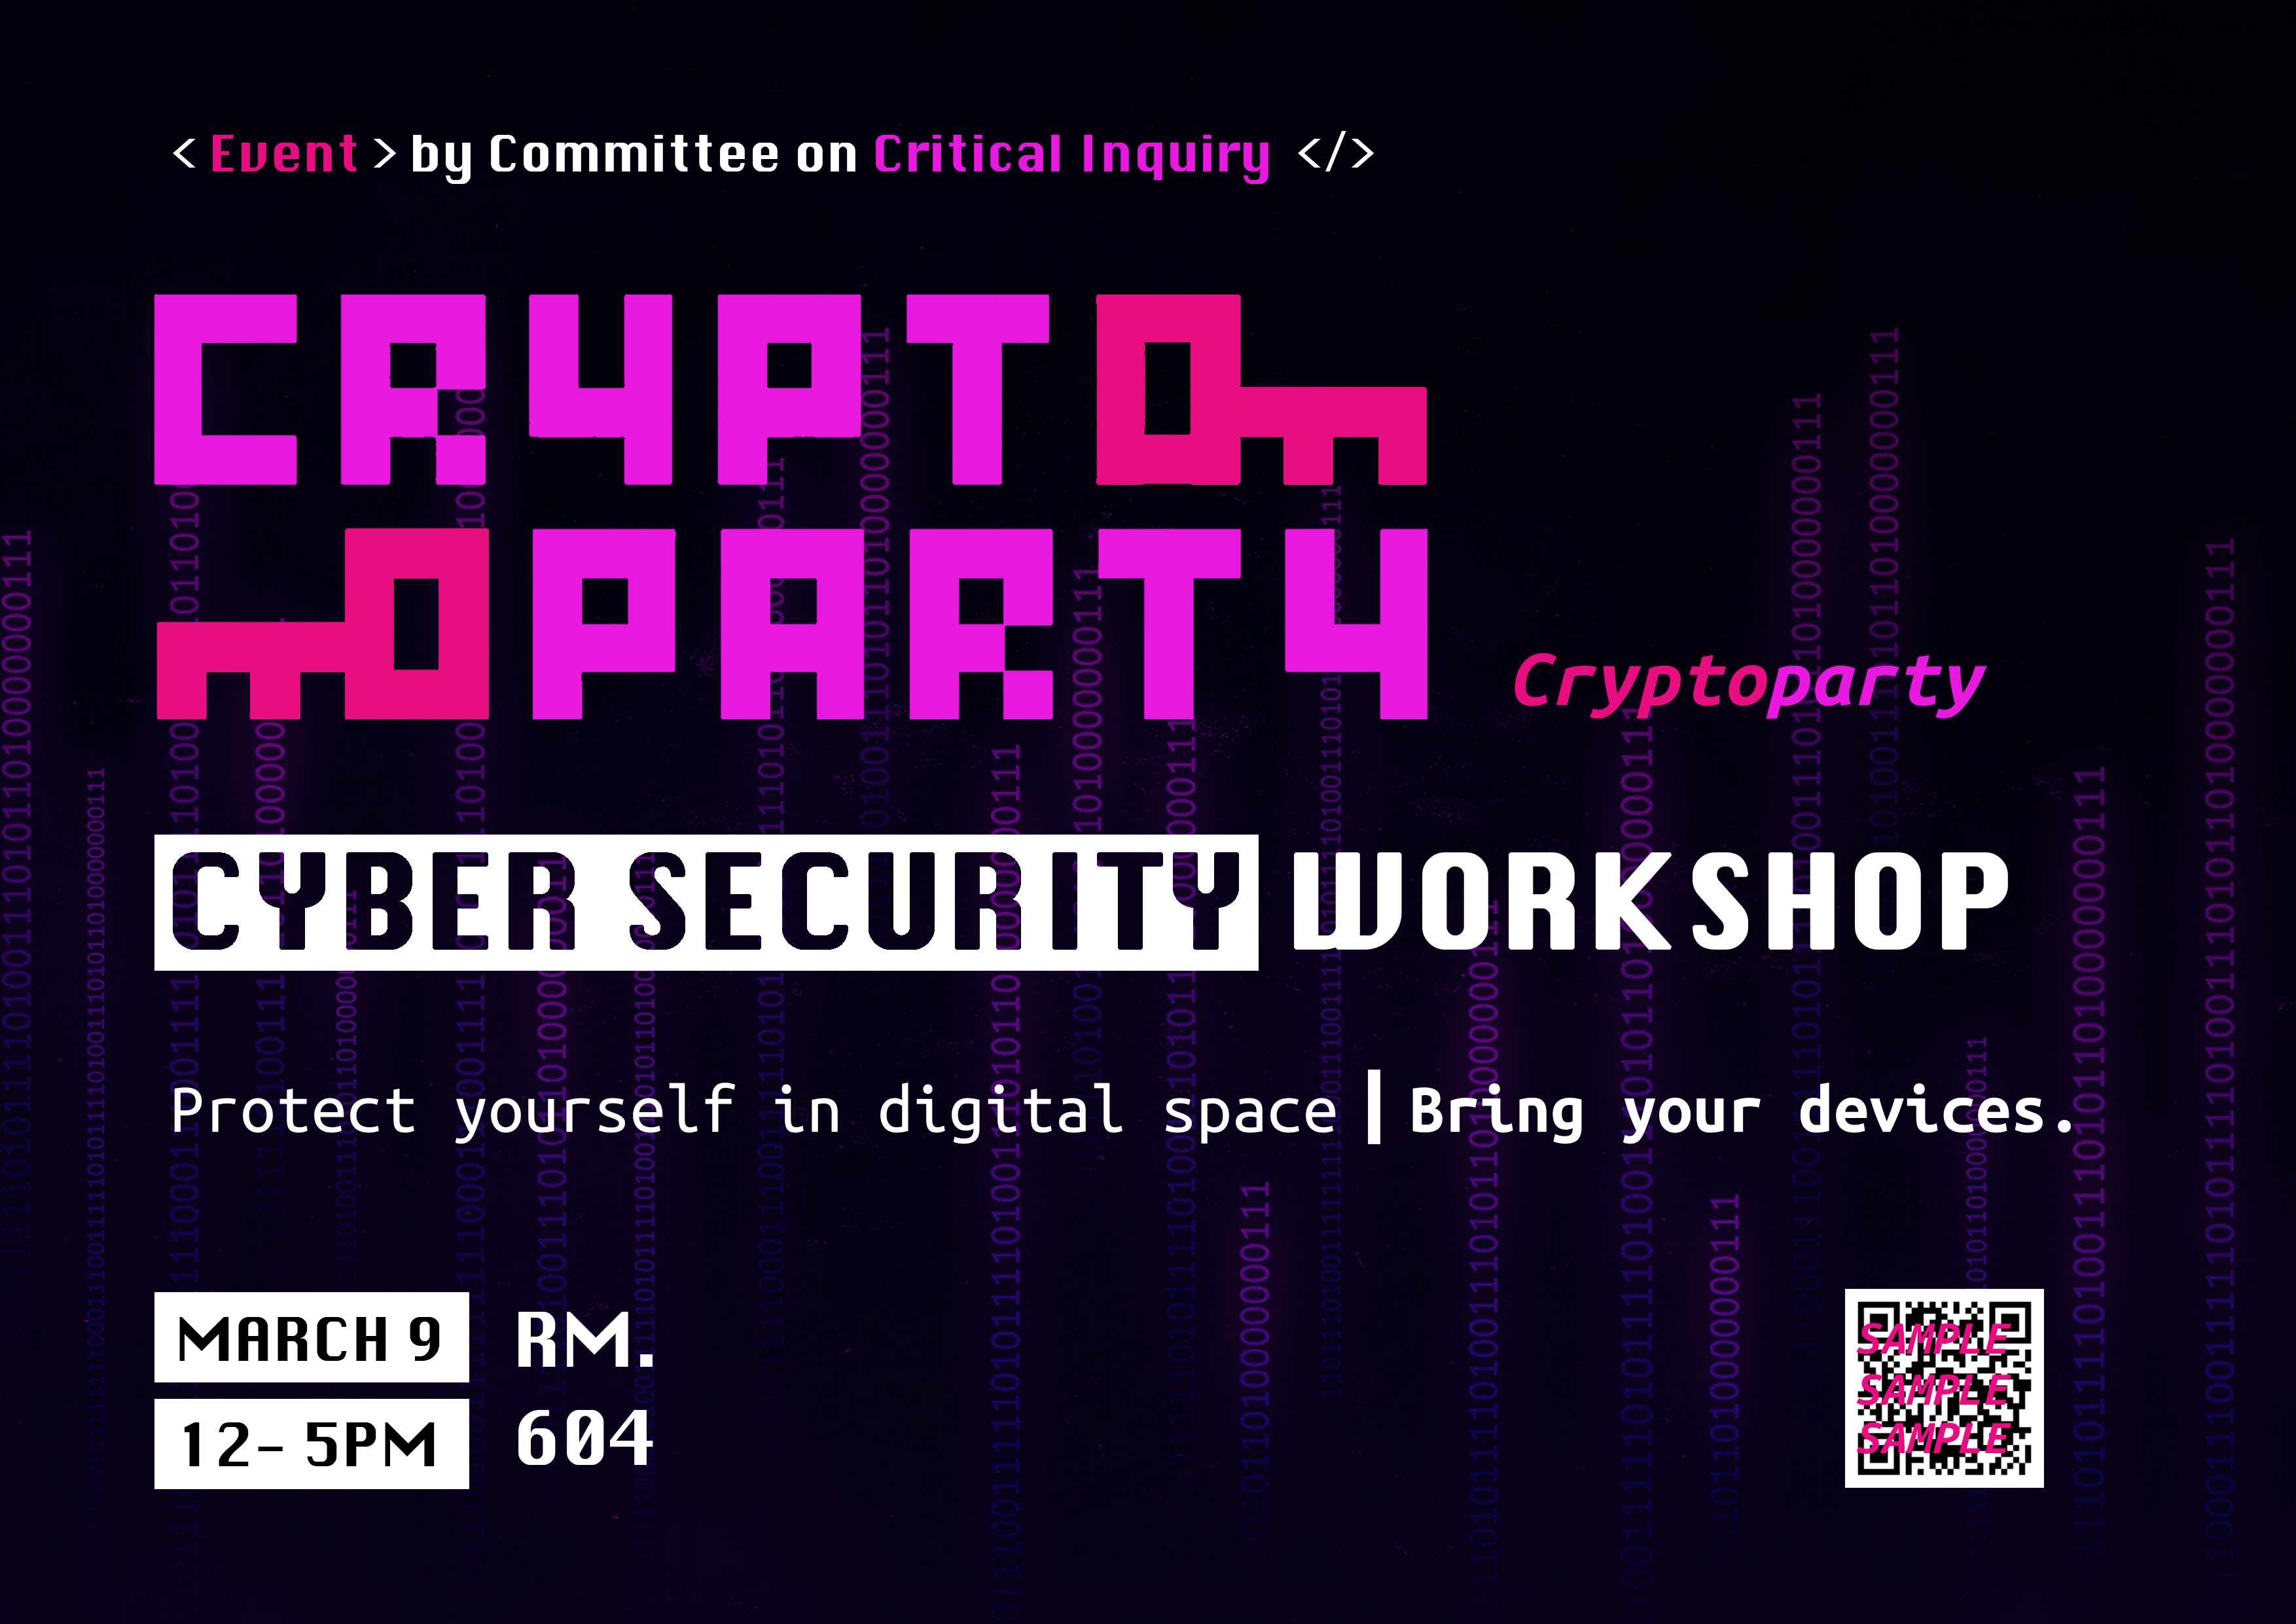 <Event> by Committee on Critical Inquiry </>
CRYPTO
PARTY
Cryptoparty
CYBER SECURITY WORKSHOP
Protect yourself in digital space | Bring your devices.
MARCH 9
12- 5PM
RM.
604
SAMPLE
SAMPLE
SAMPLE